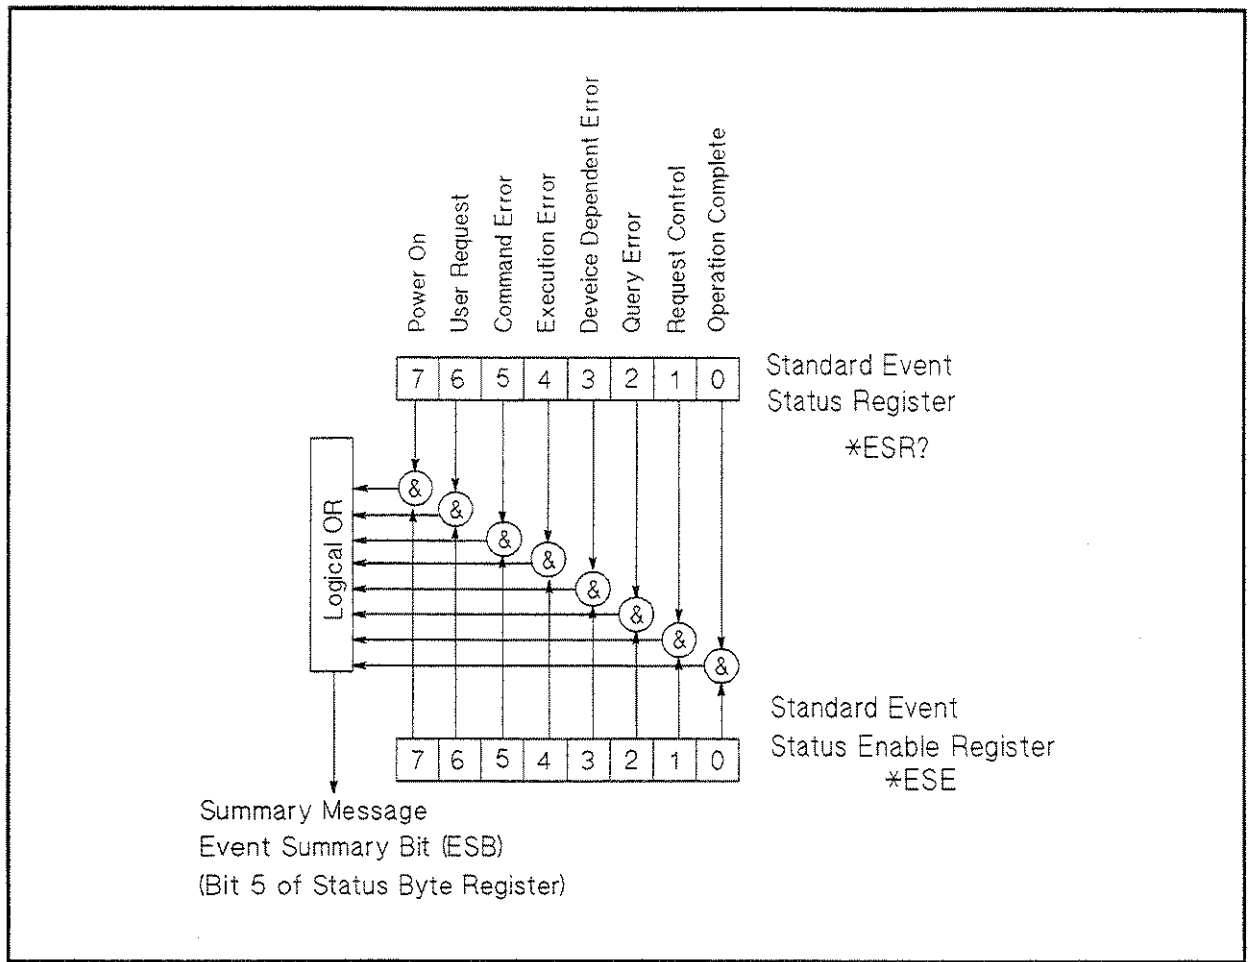 Power On
User Request
Command Error
Execution Error
Deveice Dependent Error
Query Error
Request Control
Operation Complete
7 6 5 4 3 2 1 0
Standard Event
Status Register
*ESR?
Logical OR
&
&
&
&
&
&
&
&
Standard Event
Status Enable Register
*ESE
7 6 5 4 3 2 1 0
Summary Message
Event Summary Bit (ESB)
(Bit 5 of Status Byte Register)